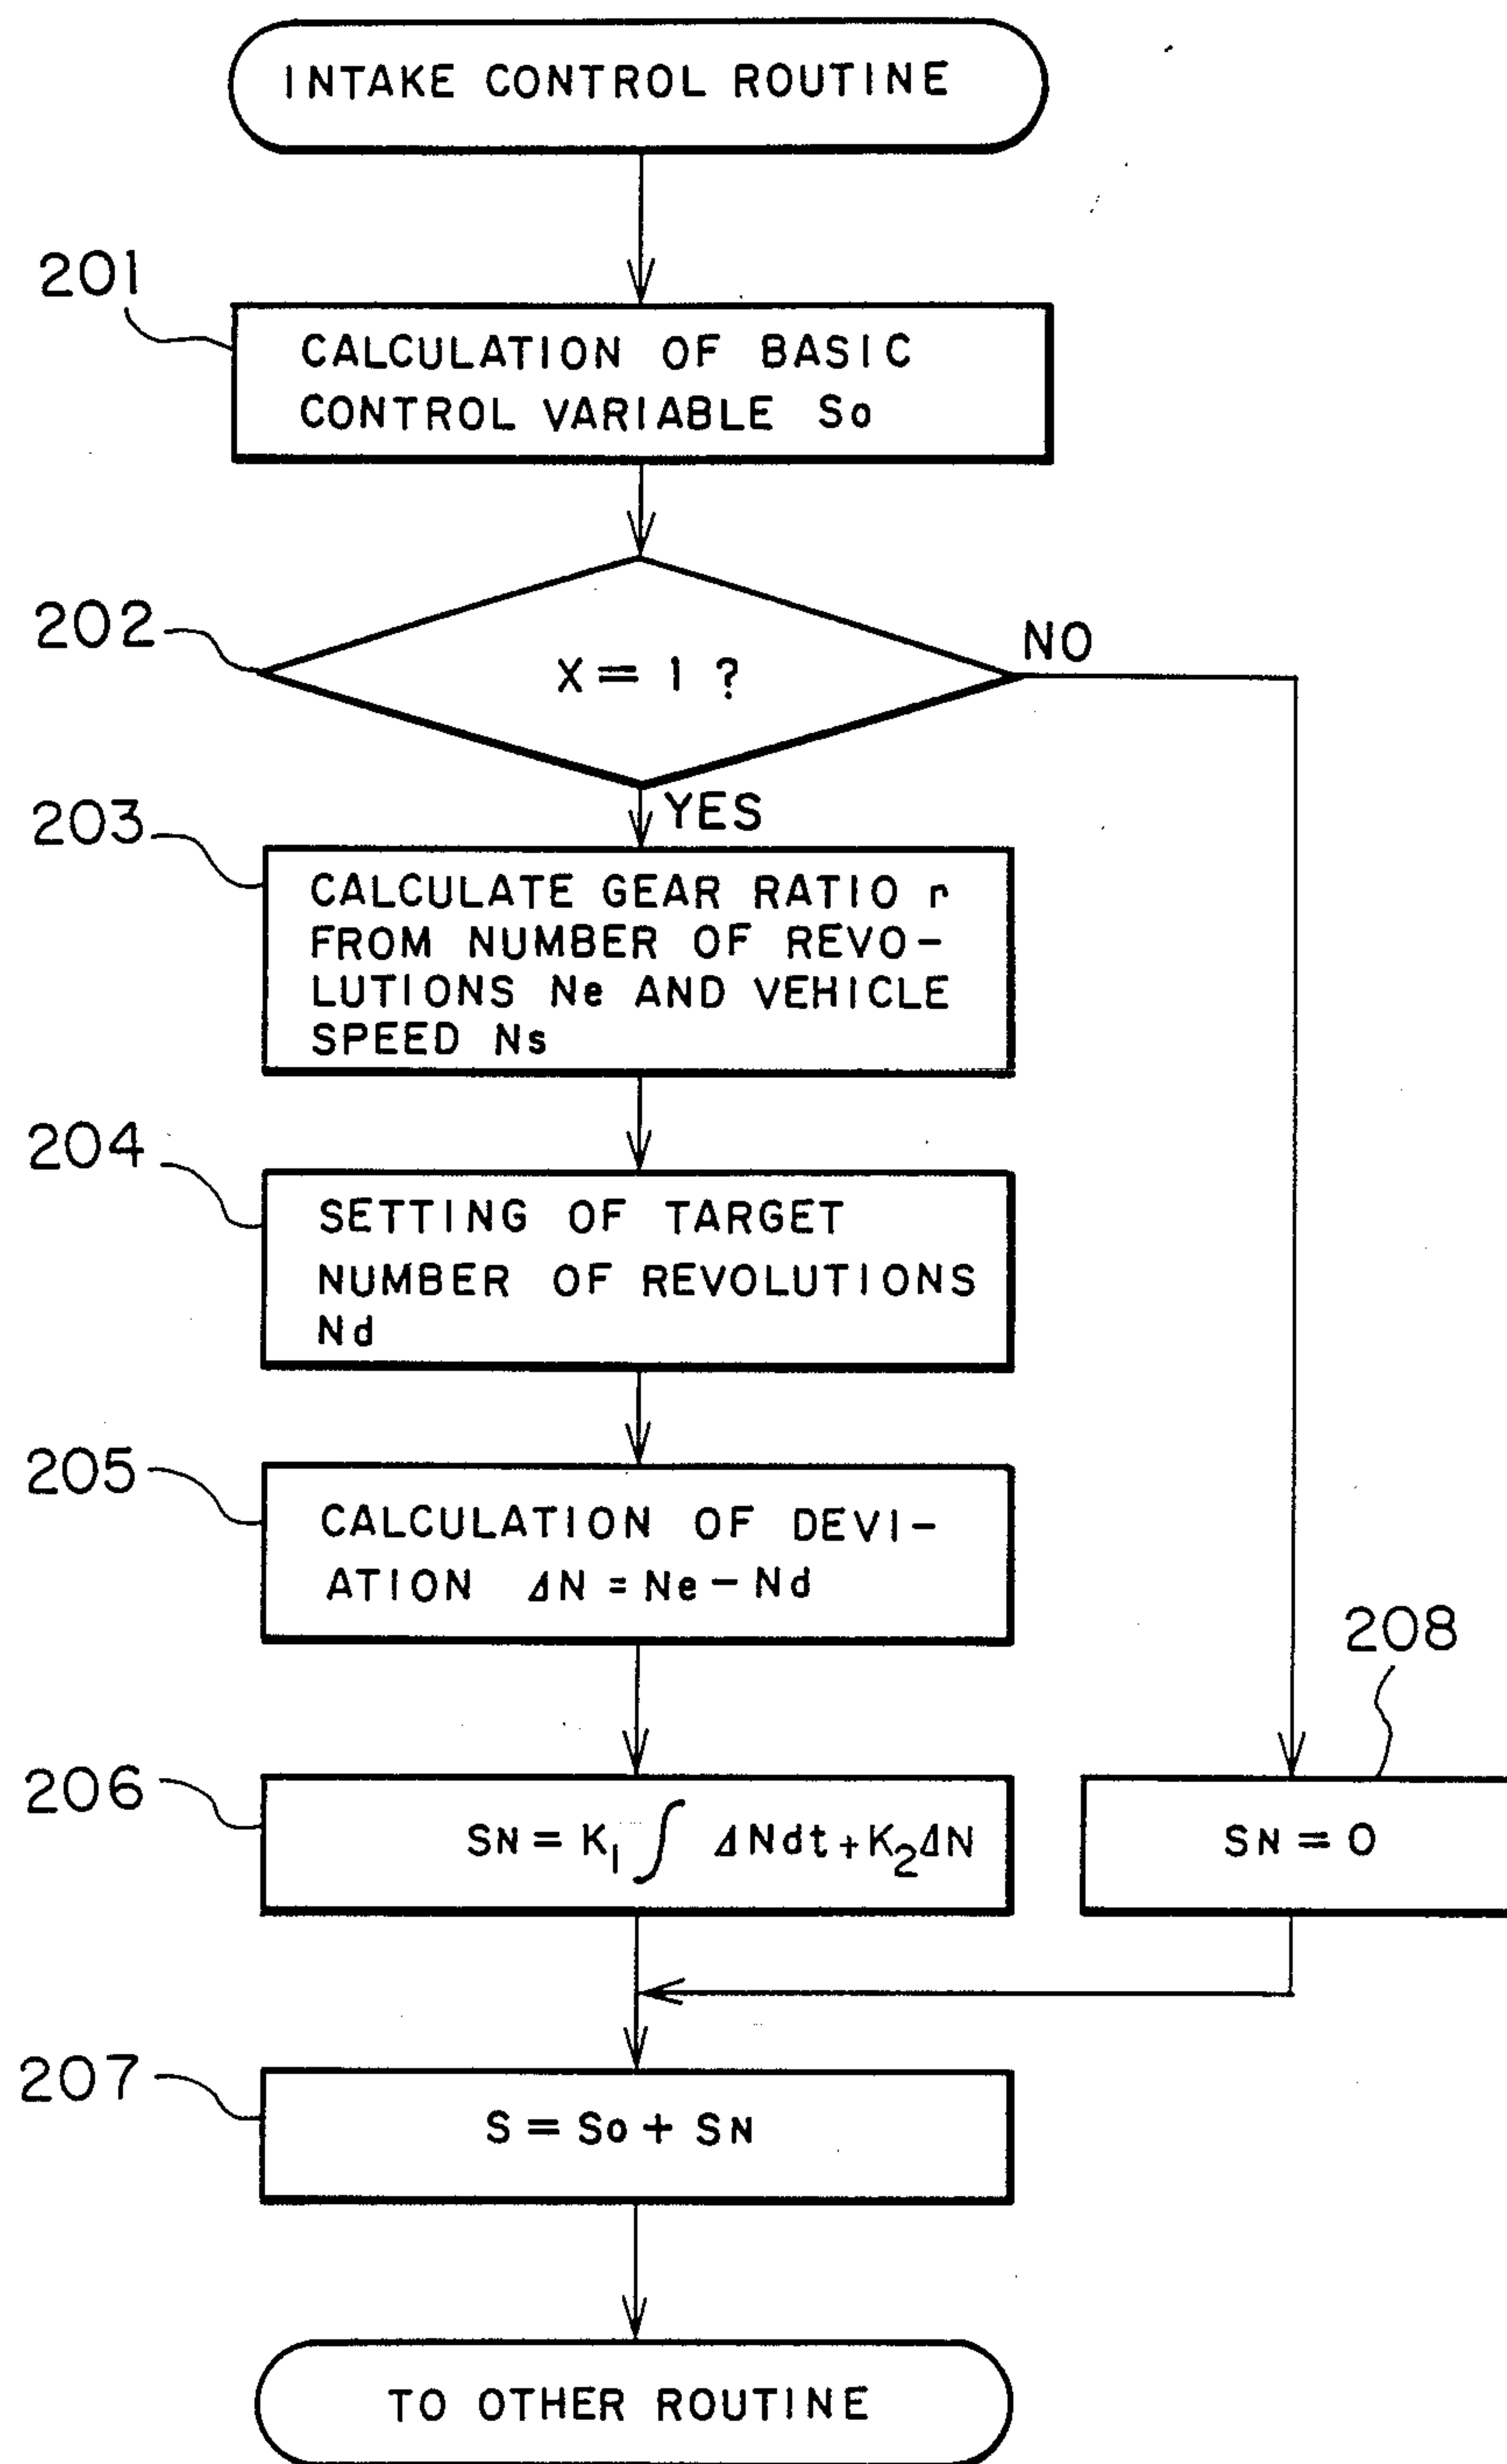 INTAKE CONTROL ROUTINE
201
CALCULATION OF BASIC
CONTROL VARIABLE So
202
X = 1 ?
NO
YES
203
CALCULATE GEAR RATIO r
FROM NUMBER OF REVO-
LUTIONS Ne AND VEHICLE
SPEED Ns
204
SETTING OF TARGET
NUMBER OF REVOLUTIONS
Nd
205
CALCULATION OF DEVI-
ATION ΔN = Ne - Nd
206
SN = K₁ ∫ ΔNdt + K₂ΔN
208
SN = 0
207
S = So + SN
TO OTHER ROUTINE